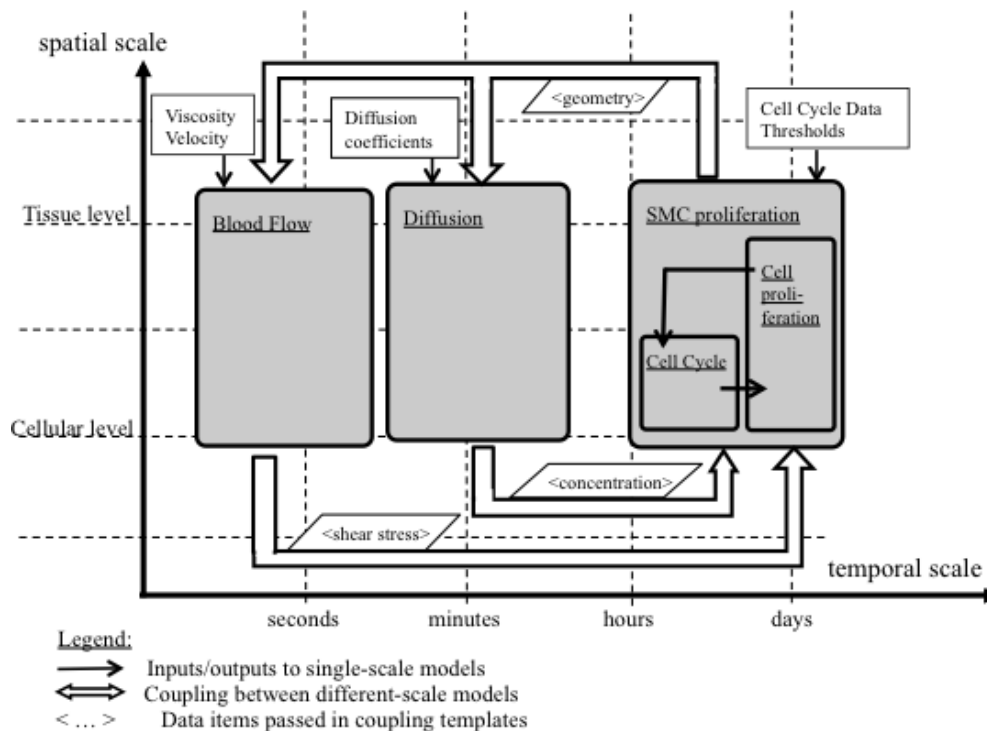 spatial scale
<geometry>
Viscosity
Velocity
Diffusion
coefficients
Cell Cycle Data
Thresholds
Tissue level
Blood Flow
Diffusion
SMC proliferation
Cell
proli-
feration
Cell Cycle
Cellular level
<concentration>
<shear stress>
temporal scale
seconds
minutes
hours
days
Legend:
Inputs/outputs to single-scale models
Coupling between different-scale models
< ... > Data items passed in coupling templates